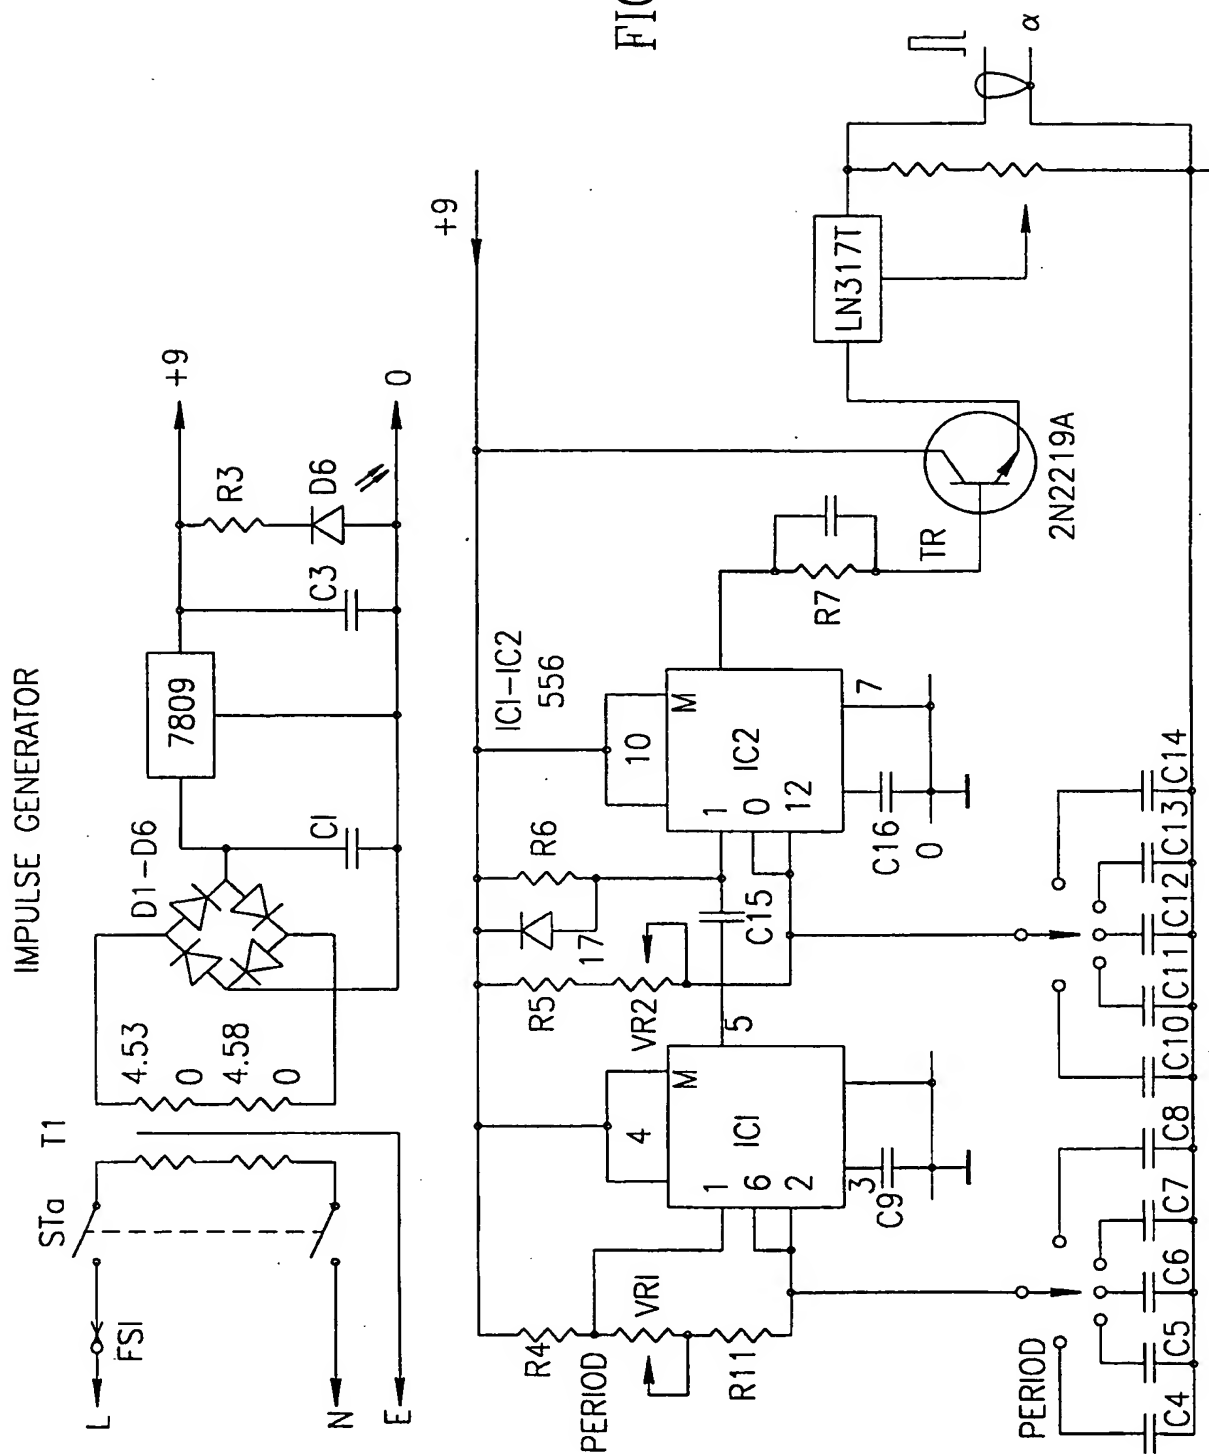 FIG
IMPULSE GENERATOR
L
N
E
FSI
STa
T1
4.53
0
4.58
0
D1-D6
C1
7809
C3
R3
D6
+9
0
+9
R4
PERIOD
VR1
R11
1
6
2
4
M
IC1
3
C9
5
R5
VR2
17
R6
C15
IC1-IC2
556
1
0
12
10
M
IC2
7
C16
0
R7
TR
2N2219A
LN317T
α
PERIOD
C4
C5
C6
C7
C8
C10
C11
C12
C13
C14